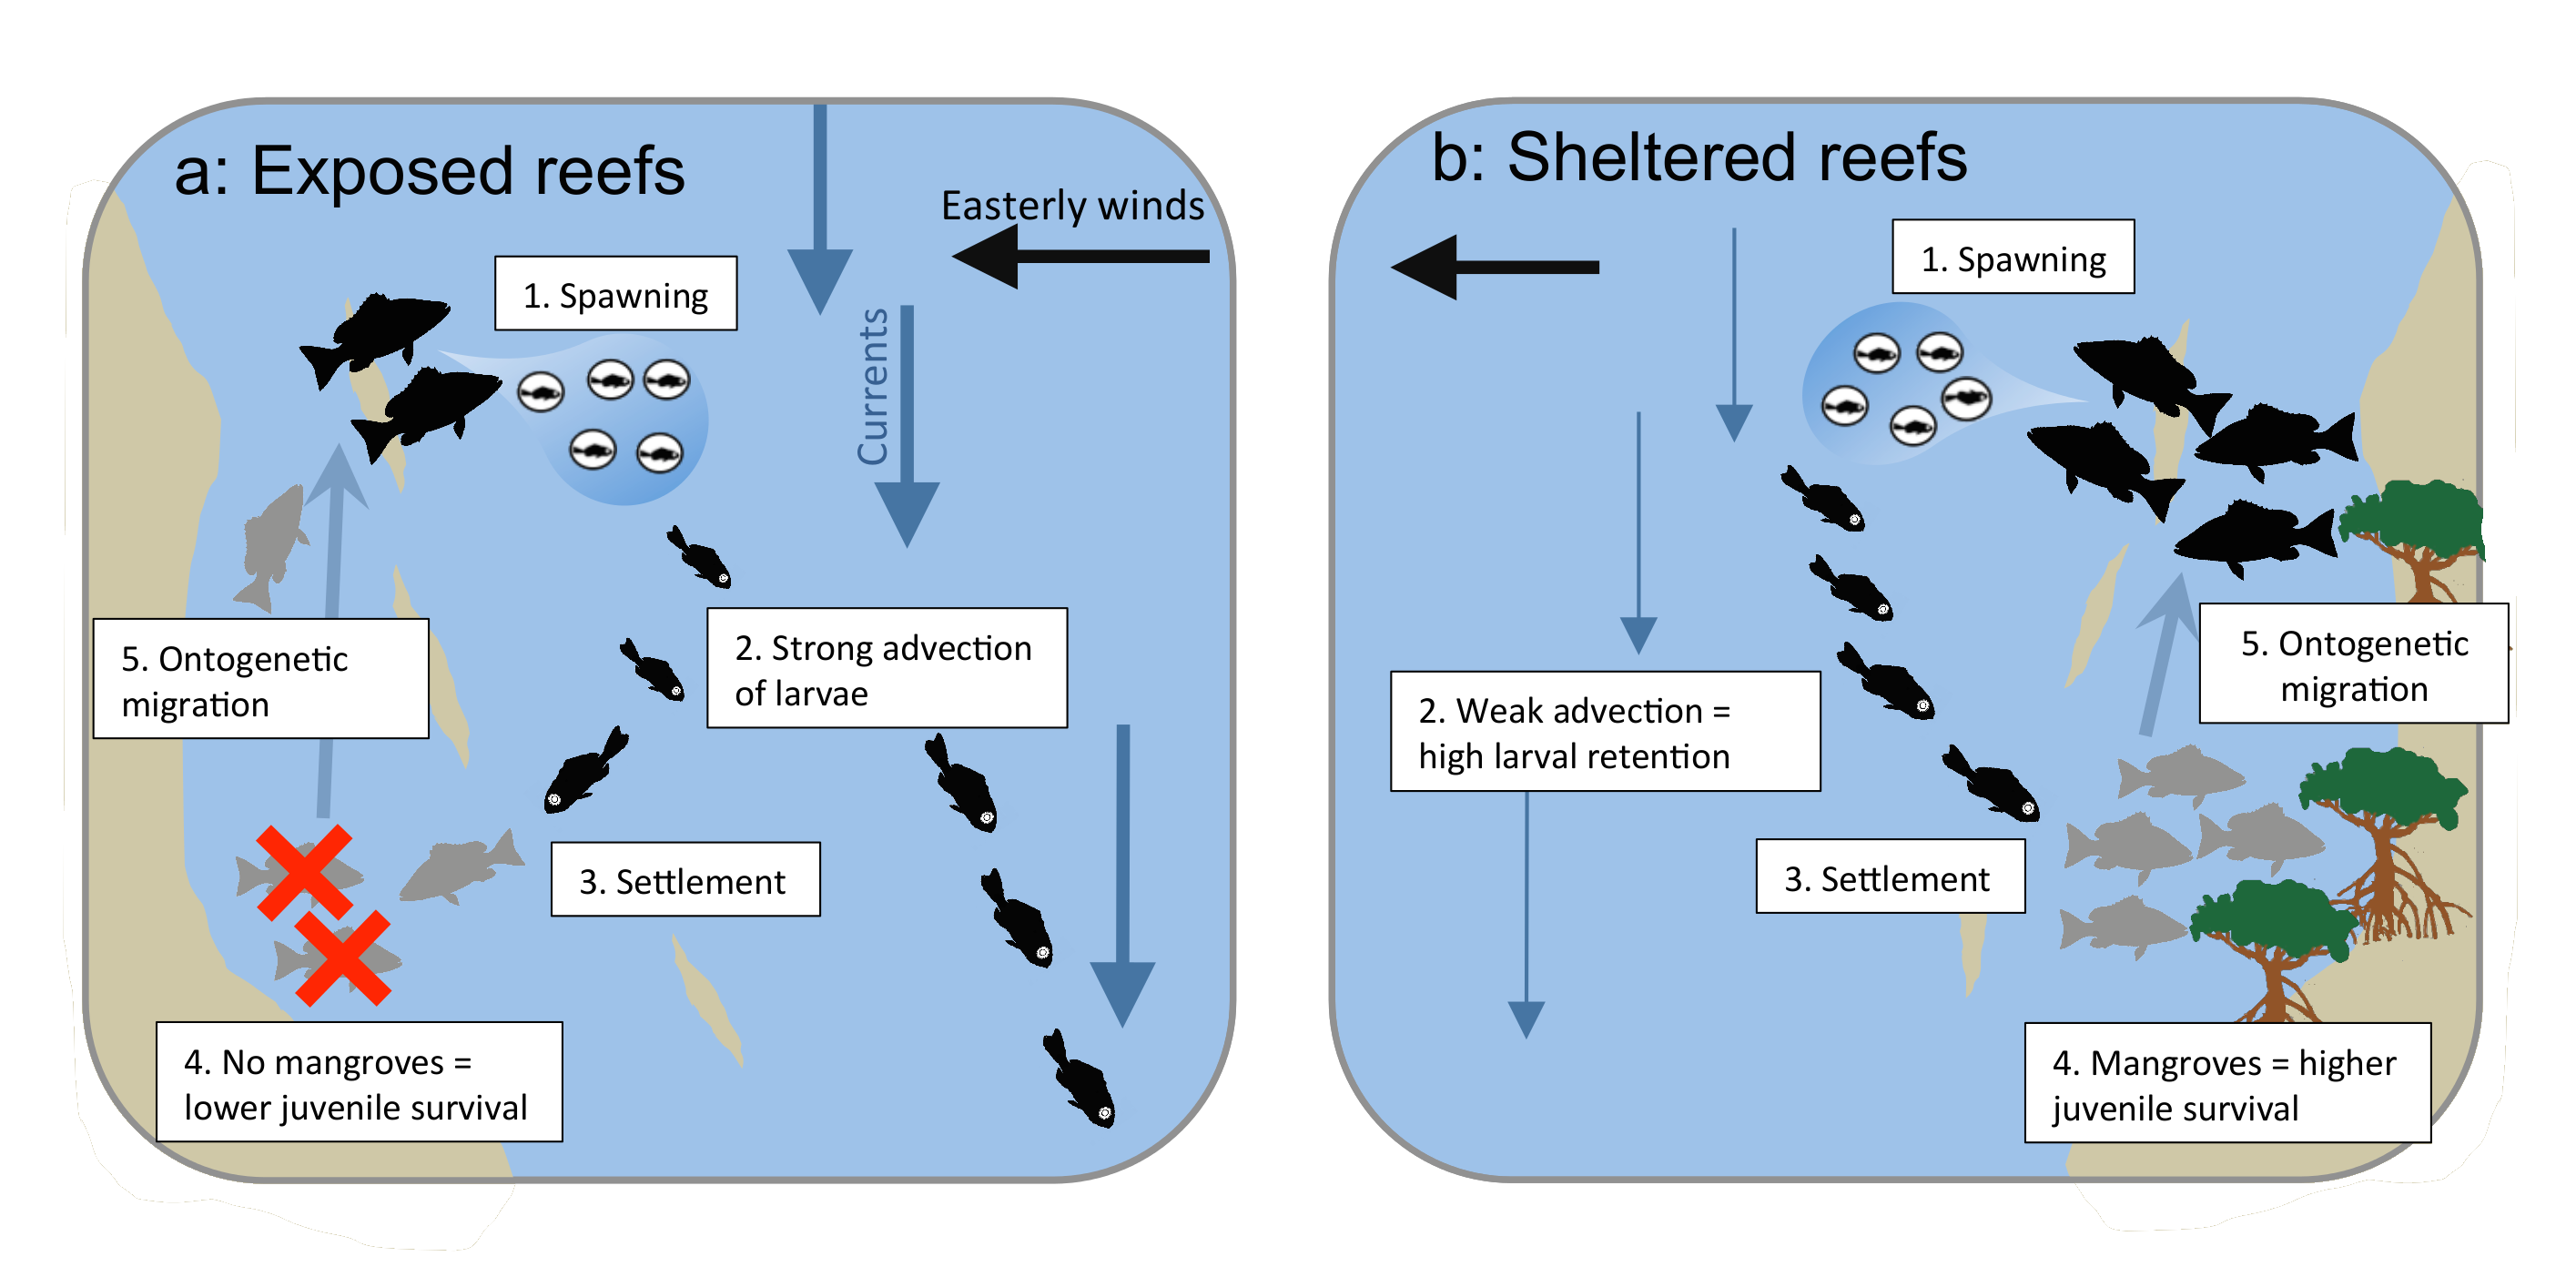 a: Exposed reefs
Easterly winds
1. Spawning
Currents
2. Strong advection
of larvae
5. Ontogenetic
migration
3. Settlement
4. No mangroves =
lower juvenile survival
b: Sheltered reefs
1. Spawning
5. Ontogenetic
migration
2. Weak advection =
high larval retention
3. Settlement
4. Mangroves = higher
juvenile survival